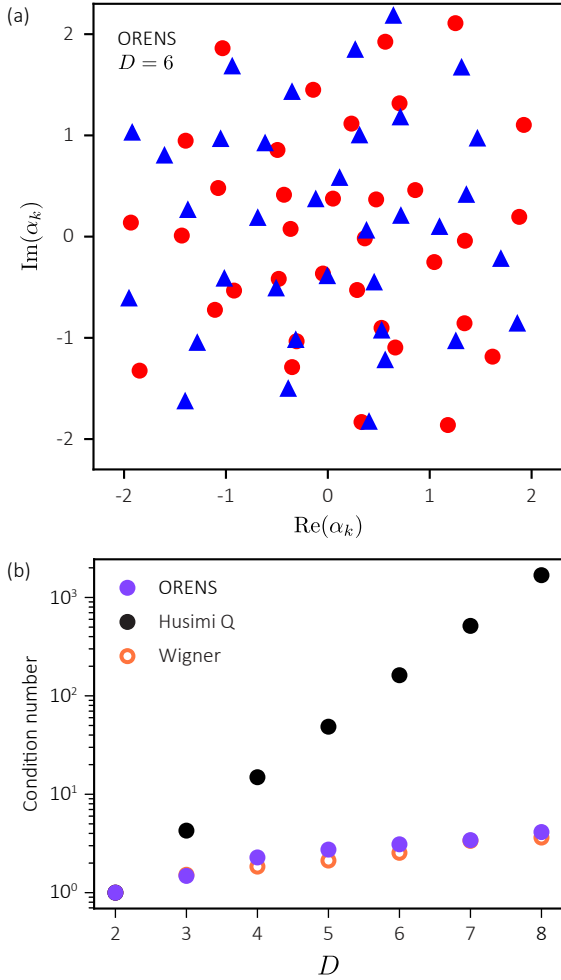 (a)
ORENS
D = 6
2
1
0
-1
-2
Im(αₖ)
-2 -1 0 1 2
Re(αₖ)
(b)
ORENS
Husimi Q
Wigner
10³
10²
10¹
10⁰
Condition number
2 3 4 5 6 7 8
D